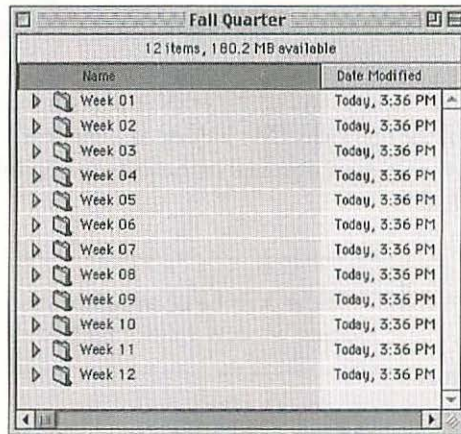 Fall Quarter
12 items, 180.2 MB available
Name Date Modified
Week 01 Today, 3:36 PM
Week 02 Today, 3:36 PM
Week 03 Today, 3:36 PM
Week 04 Today, 3:36 PM
Week 05 Today, 3:36 PM
Week 06 Today, 3:36 PM
Week 07 Today, 3:36 PM
Week 08 Today, 3:36 PM
Week 09 Today, 3:36 PM
Week 10 Today, 3:36 PM
Week 11 Today, 3:36 PM
Week 12 Today, 3:36 PM